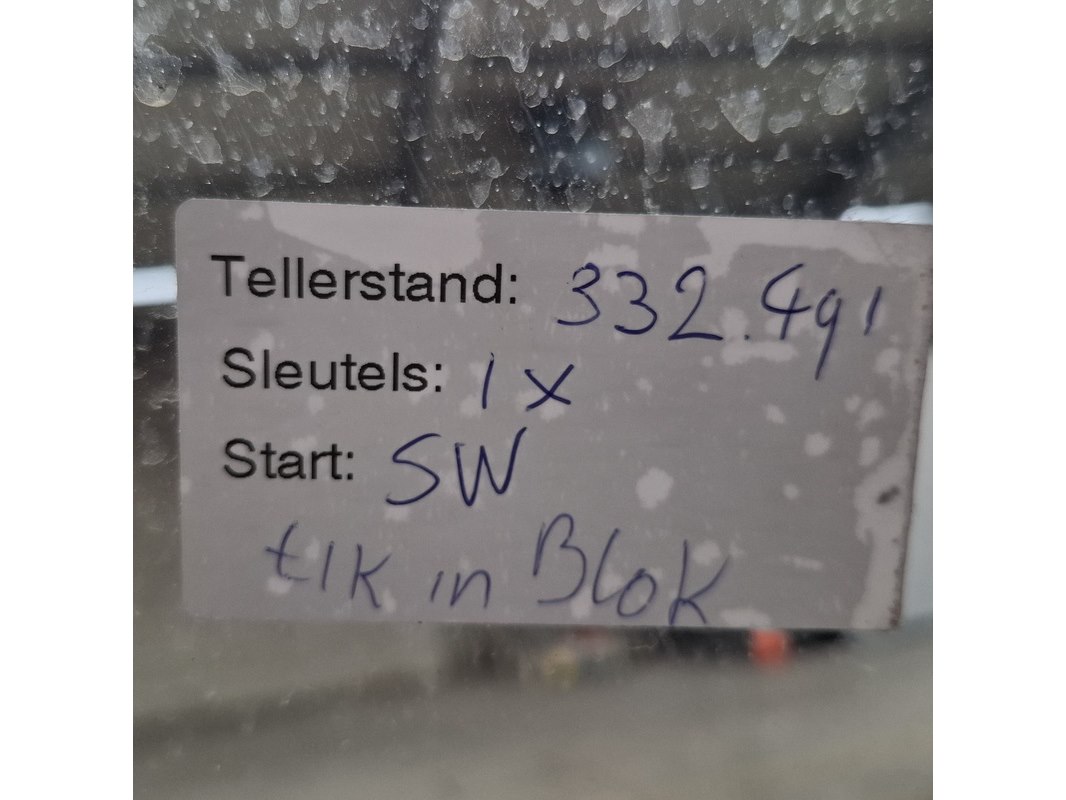 Tellerstand: 332.491
Sleutels: 1x
Start: SW
tik in Blok